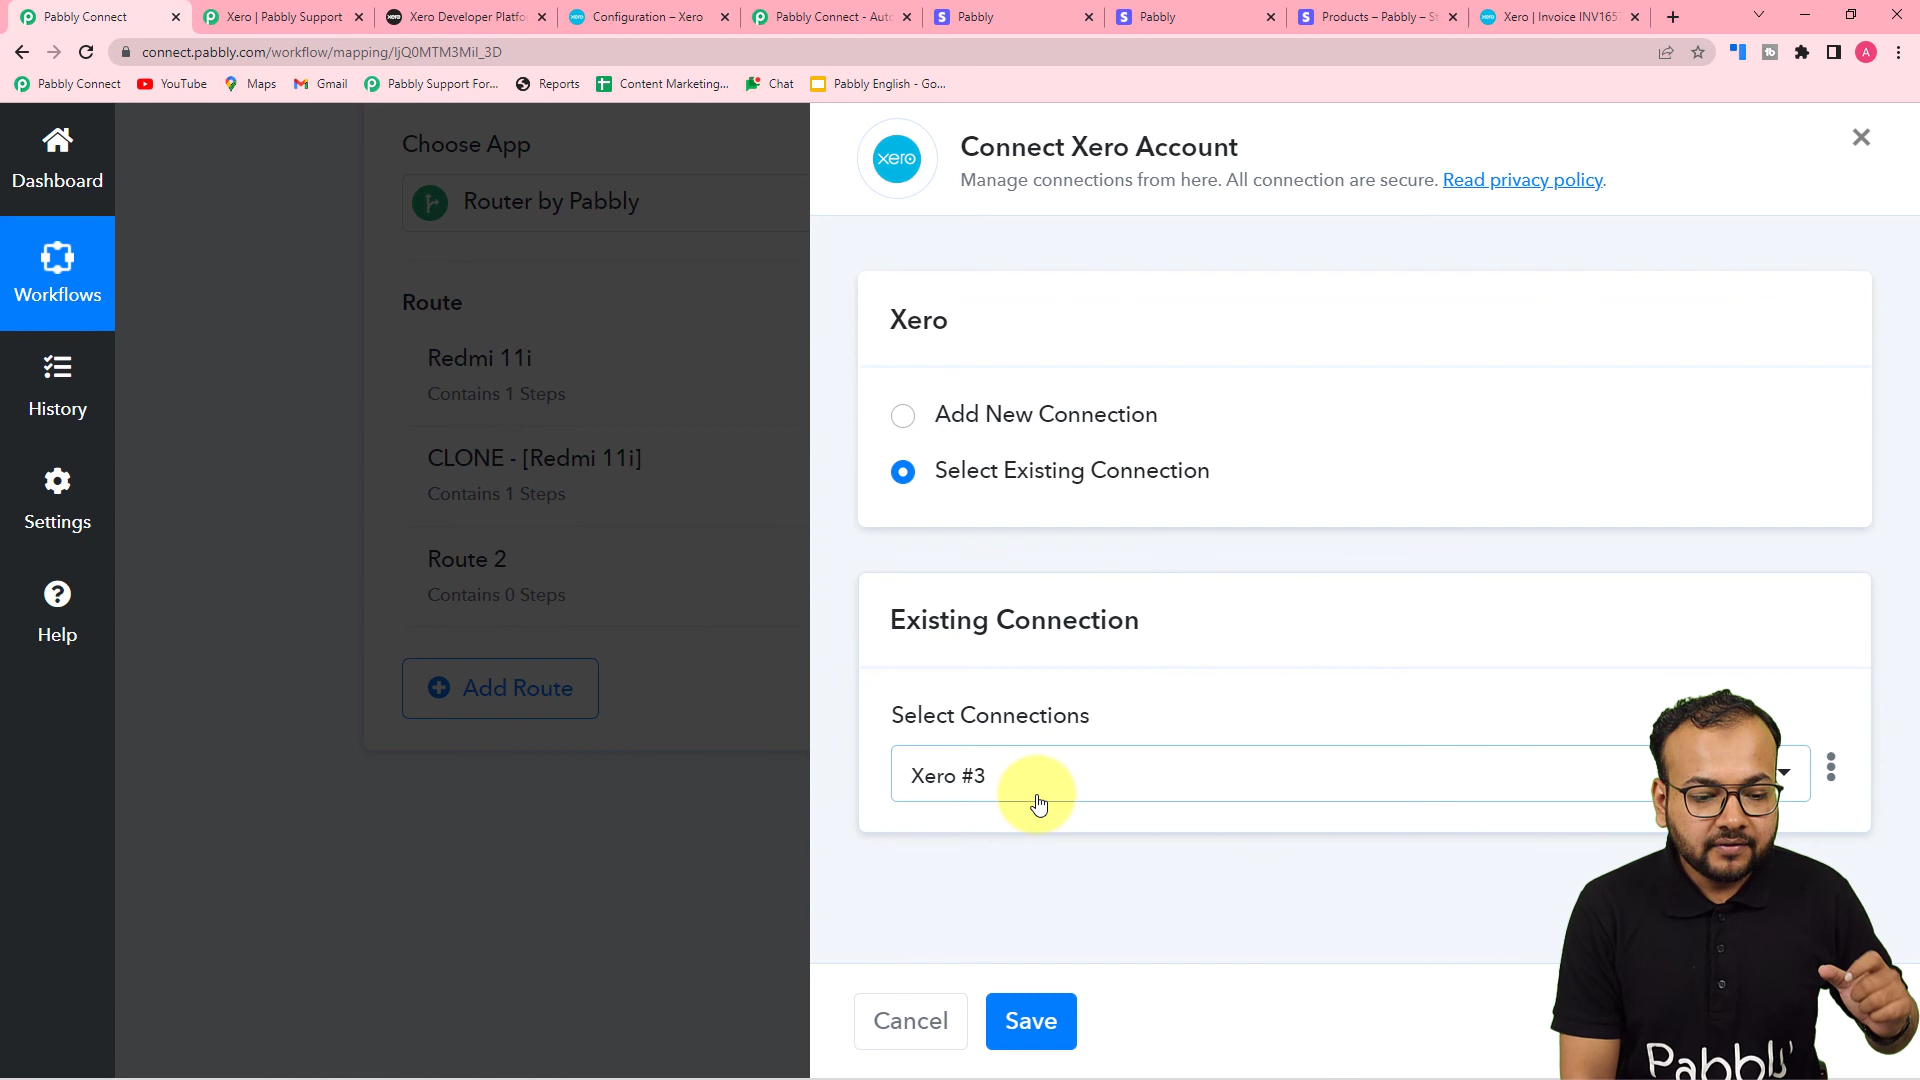 Pabbly Connect
Xero | Pabbly Support
Xero Developer Platfo
Configuration – Xero
Pabbly Connect - Auto
Pabbly
Pabbly
Products – Pabbly – St
Xero | Invoice INV165
connect.pabbly.com/workflow/mapping/IjQ0MTM3MiI_3D
A
Pabbly Connect
YouTube
Maps
Gmail
Pabbly Support For...
Reports
Content Marketing...
Chat
Pabbly English - Go...
Dashboard
Workflows
History
Settings
Help
Choose App
Router by Pabbly
Route
Redmi 11i
Contains 1 Steps
CLONE - [Redmi 11i]
Contains 1 Steps
Route 2
Contains 0 Steps
Add Route
xero
Connect Xero Account
Manage connections from here. All connection are secure. Read privacy policy.
Xero
Add New Connection
Select Existing Connection
Existing Connection
Select Connections
Xero #3
Cancel
Save
Pabbly